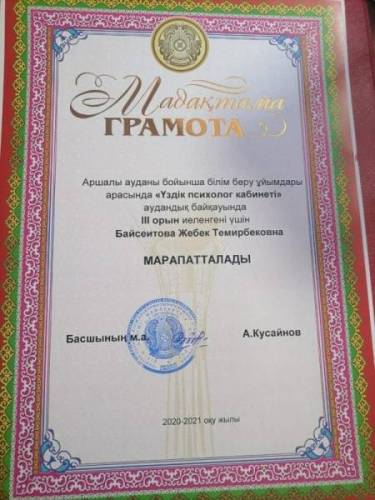 Мадақтама
ГРАМОТА
Аршалы ауданы бойынша білім беру ұйымдары
арасында «Үздік психолог кабинеті»
аудандық байқауында
III орын иеленгені үшін
Байсеитова Жебек Темирбековна
МАРАПАТТАЛАДЫ
Басшының м.а.
А.Кусайнов
2020-2021 оқу жылы